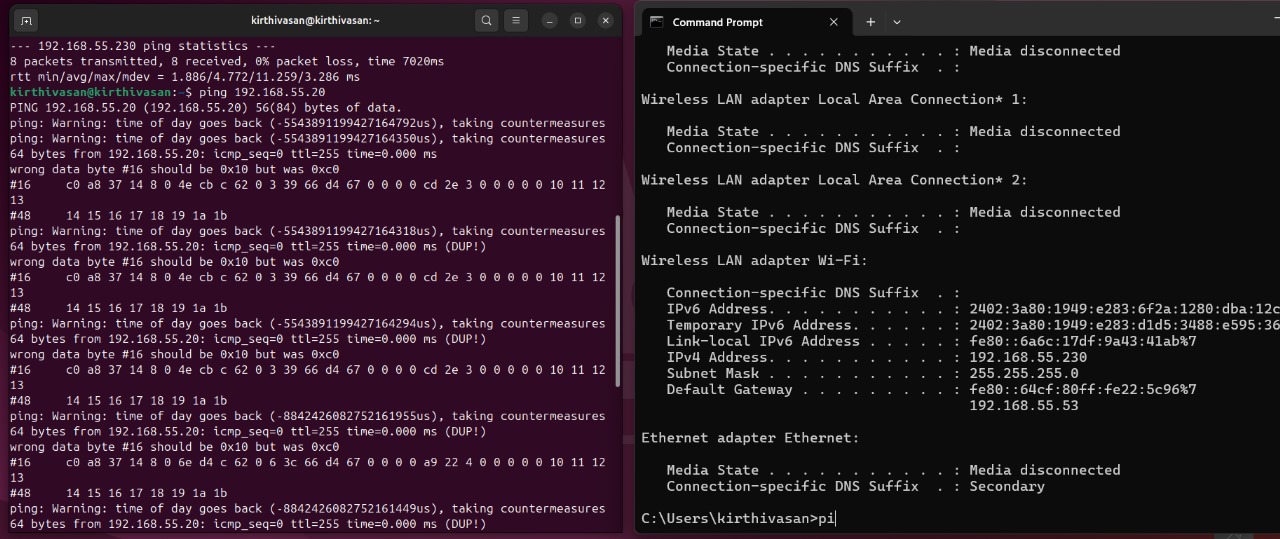 kirthivasan@kirthivasan: ~
--- 192.168.55.230 ping statistics ---
8 packets transmitted, 8 received, 0% packet loss, time 7020ms
rtt min/avg/max/mdev = 1.886/4.772/11.259/3.286 ms
kirthivasan@kirthivasan:~$ ping 192.168.55.20
PING 192.168.55.20 (192.168.55.20) 56(84) bytes of data.
ping: Warning: time of day goes back (-5543891199427164792us), taking countermeasures
ping: Warning: time of day goes back (-5543891199427164350us), taking countermeasures
64 bytes from 192.168.55.20: icmp_seq=0 ttl=255 time=0.000 ms
wrong data byte #16 should be 0x10 but was 0xc0
#16 c0 a8 37 14 8 0 4e cb c 62 0 3 39 66 d4 67 0 0 0 0 cd 2e 3 0 0 0 0 0 10 11 12
13
#48 14 15 16 17 18 19 1a 1b
ping: Warning: time of day goes back (-5543891199427164318us), taking countermeasures
64 bytes from 192.168.55.20: icmp_seq=0 ttl=255 time=0.000 ms (DUP!)
wrong data byte #16 should be 0x10 but was 0xc0
#16 c0 a8 37 14 8 0 4e cb c 62 0 3 39 66 d4 67 0 0 0 0 cd 2e 3 0 0 0 0 0 10 11 12
13
#48 14 15 16 17 18 19 1a 1b
ping: Warning: time of day goes back (-5543891199427164294us), taking countermeasures
64 bytes from 192.168.55.20: icmp_seq=0 ttl=255 time=0.000 ms (DUP!)
wrong data byte #16 should be 0x10 but was 0xc0
#16 c0 a8 37 14 8 0 4e cb c 62 0 3 39 66 d4 67 0 0 0 0 cd 2e 3 0 0 0 0 0 10 11 12
13
#48 14 15 16 17 18 19 1a 1b
ping: Warning: time of day goes back (-8842426082752161955us), taking countermeasures
64 bytes from 192.168.55.20: icmp_seq=0 ttl=255 time=0.000 ms (DUP!)
wrong data byte #16 should be 0x10 but was 0xc0
#16 c0 a8 37 14 8 0 6e d4 c 62 0 6 3c 66 d4 67 0 0 0 0 a9 22 4 0 0 0 0 0 10 11 12
13
#48 14 15 16 17 18 19 1a 1b
ping: Warning: time of day goes back (-8842426082752161449us), taking countermeasures
64 bytes from 192.168.55.20: icmp_seq=0 ttl=255 time=0.000 ms (DUP!)
Command Prompt
Media State . . . . . . . . . . . : Media disconnected
Connection-specific DNS Suffix . :
Wireless LAN adapter Local Area Connection* 1:
Media State . . . . . . . . . . . : Media disconnected
Connection-specific DNS Suffix . :
Wireless LAN adapter Local Area Connection* 2:
Media State . . . . . . . . . . . : Media disconnected
Connection-specific DNS Suffix . :
Wireless LAN adapter Wi-Fi:
Connection-specific DNS Suffix . :
IPv6 Address. . . . . . . . . . . : 2402:3a80:1949:e283:6f2a:1280:dba:12c
Temporary IPv6 Address. . . . . . : 2402:3a80:1949:e283:d1d5:3488:e595:36
Link-local IPv6 Address . . . . . : fe80::6a6c:17df:9a43:41ab%7
IPv4 Address. . . . . . . . . . . : 192.168.55.230
Subnet Mask . . . . . . . . . . . : 255.255.255.0
Default Gateway . . . . . . . . . : fe80::64cf:80ff:fe22:5c96%7
192.168.55.53
Ethernet adapter Ethernet:
Media State . . . . . . . . . . . : Media disconnected
Connection-specific DNS Suffix . : Secondary
C:\Users\kirthivasan>pi